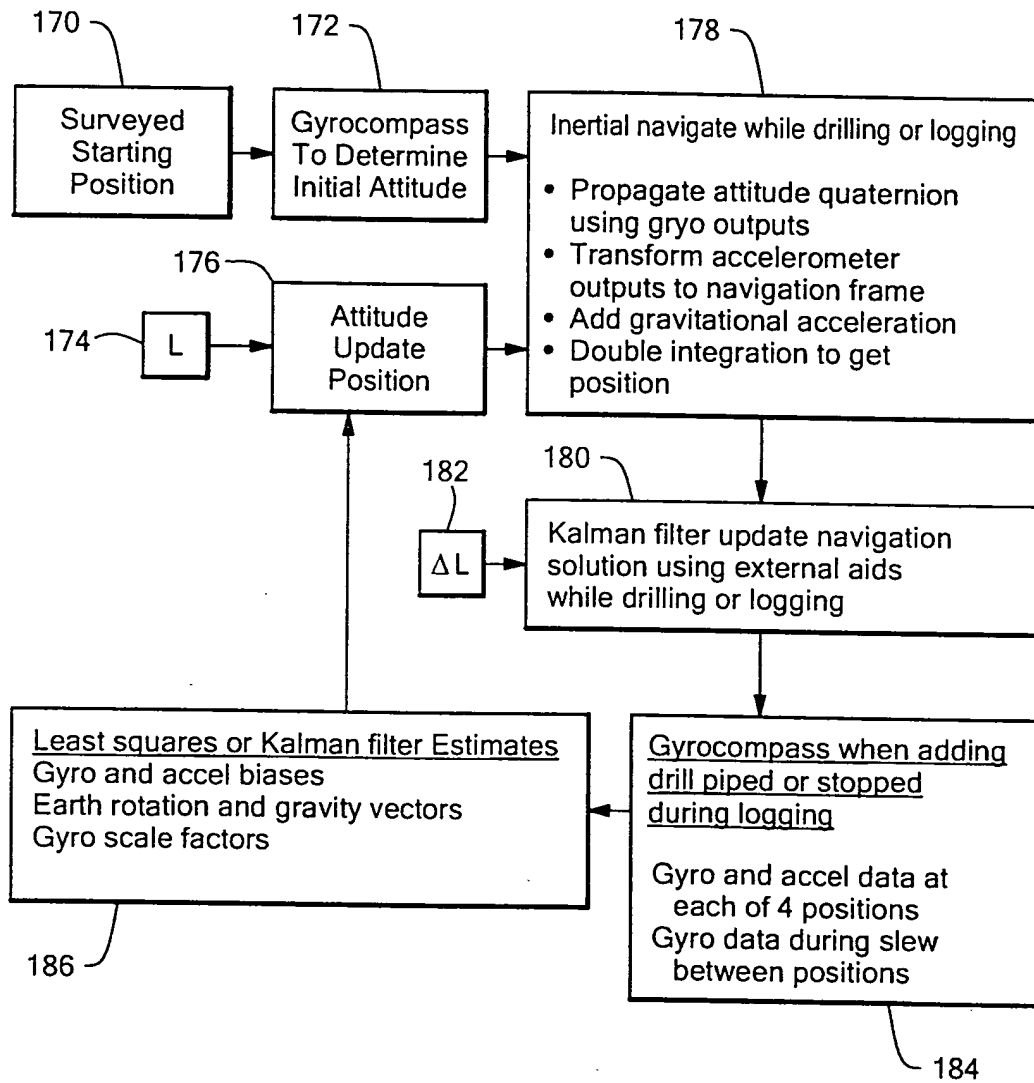 170
172
178
Surveyed
Starting
Position
Gyrocompass
To Determine
Initial Attitude
Inertial navigate while drilling or logging
• Propagate attitude quaternion
using gryo outputs
• Transform accelerometer
outputs to navigation frame
• Add gravitational acceleration
• Double integration to get
position
176
174
L
Attitude
Update
Position
182
180
ΔL
Kalman filter update navigation
solution using external aids
while drilling or logging
Least squares or Kalman filter Estimates
Gyro and accel biases
Earth rotation and gravity vectors
Gyro scale factors
Gyrocompass when adding
drill piped or stopped
during logging
Gyro and accel data at
each of 4 positions
Gyro data during slew
between positions
186
184